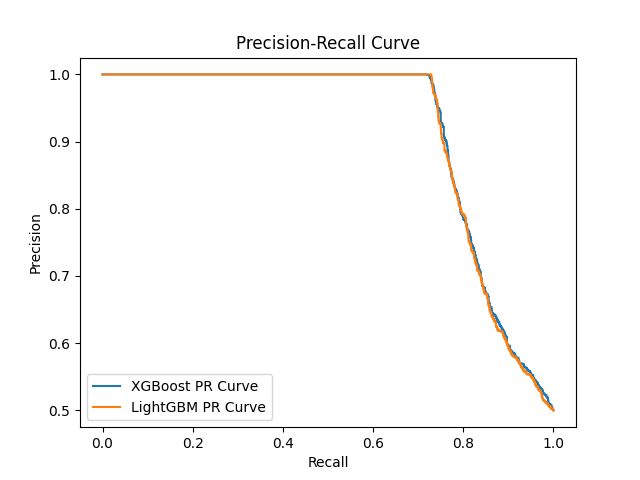 Precision-Recall Curve
Precision
1.0
0.9
0.8
0.7
0.6
0.5
XGBoost PR Curve
LightGBM PR Curve
0.0 0.2 0.4 0.6 0.8 1.0
Recall